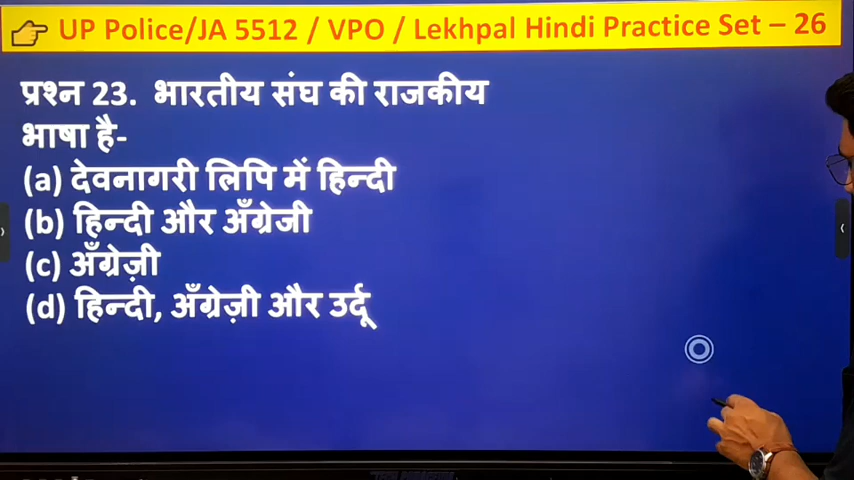 UP Police/JA 5512 / VPO / Lekhpal Hindi Practice Set – 26
प्रश्न 23. भारतीय संघ की राजकीय
भाषा है-
(a) देवनागरी लिपि में हिन्दी
(b) हिन्दी और अँग्रेजी
(c) अँग्रेज़ी
(d) हिन्दी, अँग्रेज़ी और उर्दू